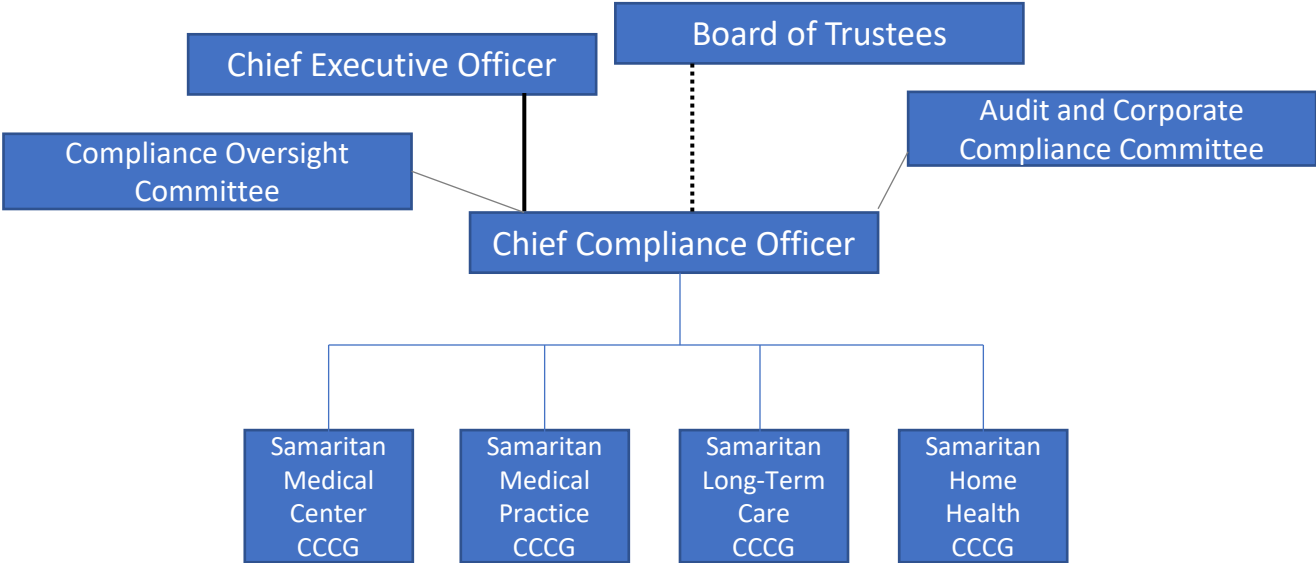 Board of Trustees
Chief Executive Officer
Audit and Corporate
Compliance Committee
Compliance Oversight
Committee
Chief Compliance Officer
Samaritan
Medical
Center
CCCG
Samaritan
Medical
Practice
CCCG
Samaritan
Long-Term
Care
CCCG
Samaritan
Home
Health
CCCG